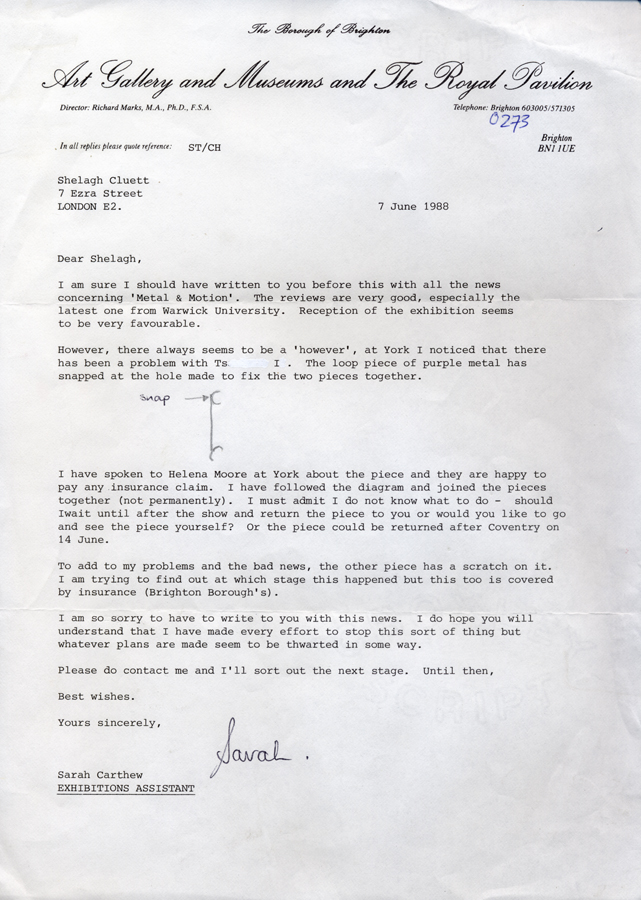 The Borough of Brighton
Art Gallery and Museums and The Royal Pavilion
Director: Richard Marks, M.A., Ph.D., F.S.A.
Telephone: Brighton 603005/571305
0273
In all replies please quote reference: ST/CH
Brighton
BN1 1UE
Shelagh Cluett
7 Ezra Street
LONDON E2.
7 June 1988
Dear Shelagh,
I am sure I should have written to you before this with all the news
concerning 'Metal & Motion'. The reviews are very good, especially the
latest one from Warwick University. Reception of the exhibition seems
to be very favourable.
However, there always seems to be a 'however', at York I noticed that there
has been a problem with Ts I . The loop piece of purple metal has
snapped at the hole made to fix the two pieces together.
snap
I have spoken to Helena Moore at York about the piece and they are happy to
pay any insurance claim. I have followed the diagram and joined the pieces
together (not permanently). I must admit I do not know what to do - should
Iwait until after the show and return the piece to you or would you like to go
and see the piece yourself? Or the piece could be returned after Coventry on
14 June.
To add to my problems and the bad news, the other piece has a scratch on it.
I am trying to find out at which stage this happened but this too is covered
by insurance (Brighton Borough's).
I am so sorry to have to write to you with this news. I do hope you will
understand that I have made every effort to stop this sort of thing but
whatever plans are made seem to be thwarted in some way.
Please do contact me and I'll sort out the next stage. Until then,
Best wishes.
Yours sincerely,
Sarah .
Sarah Carthew
EXHIBITIONS ASSISTANT